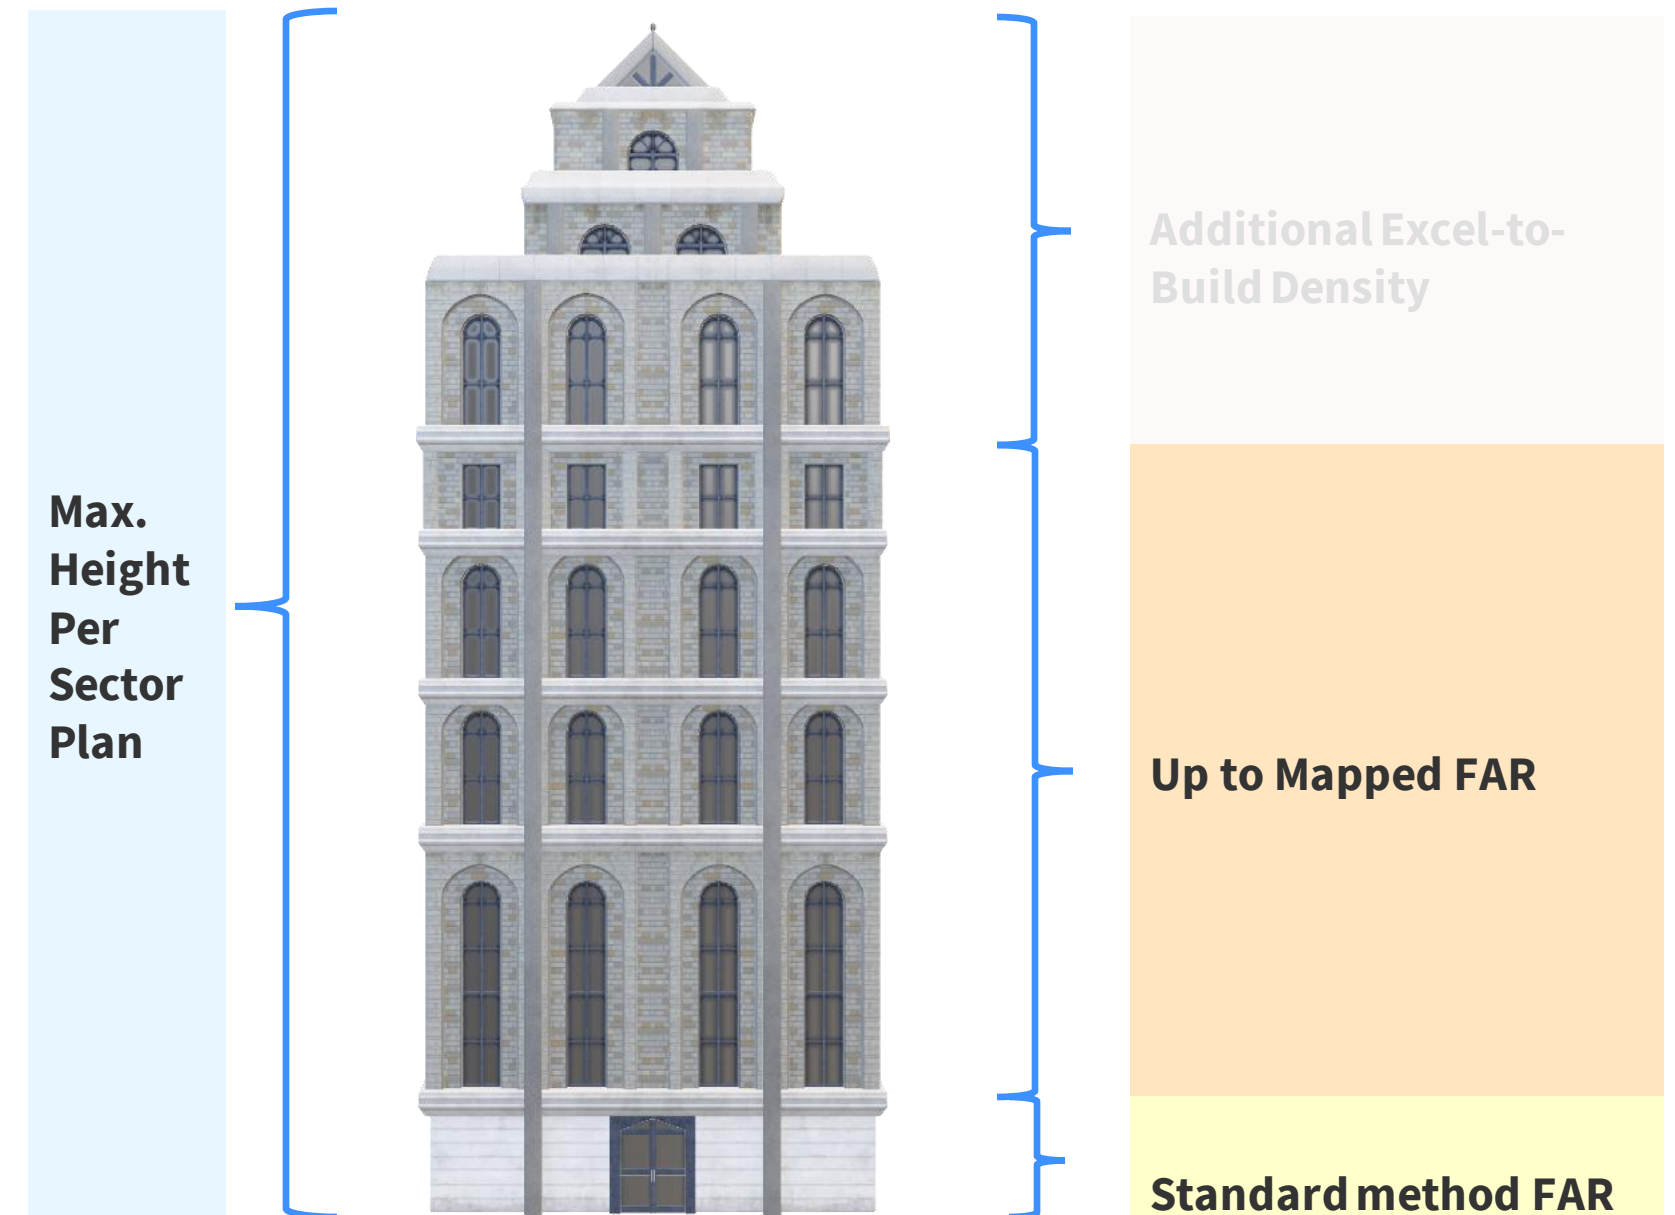 Max.
Height
Per
Sector
Plan
Additional Excel-to-
Build Density
Up to Mapped FAR
Standard method FAR